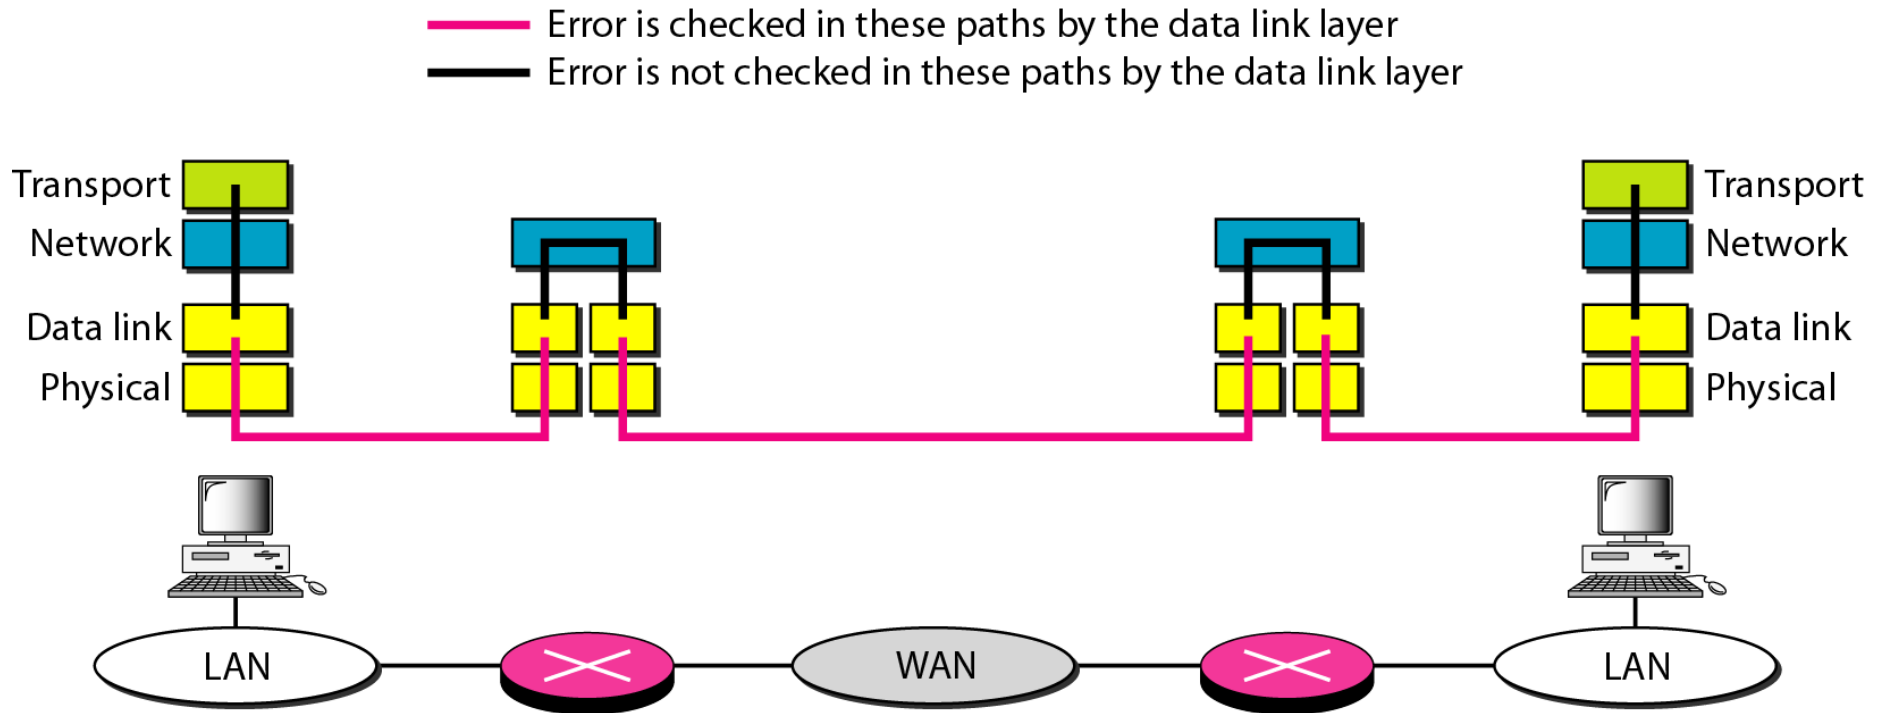 Error is checked in these paths by the data link layer
Error is not checked in these paths by the data link layer
Transport
Network
Data link
Physical
Transport
Network
Data link
Physical
LAN
WAN
LAN